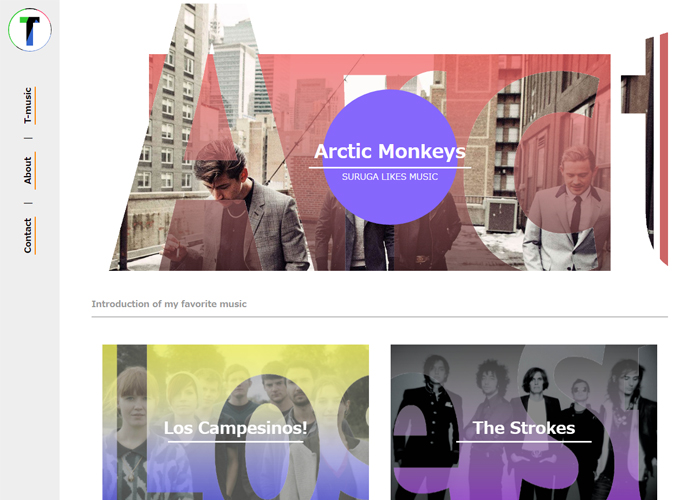 T
T-music
About
Contact
Arctic Monkeys
SURUGA LIKES MUSIC
Introduction of my favorite music
Los Campesinos!
The Strokes